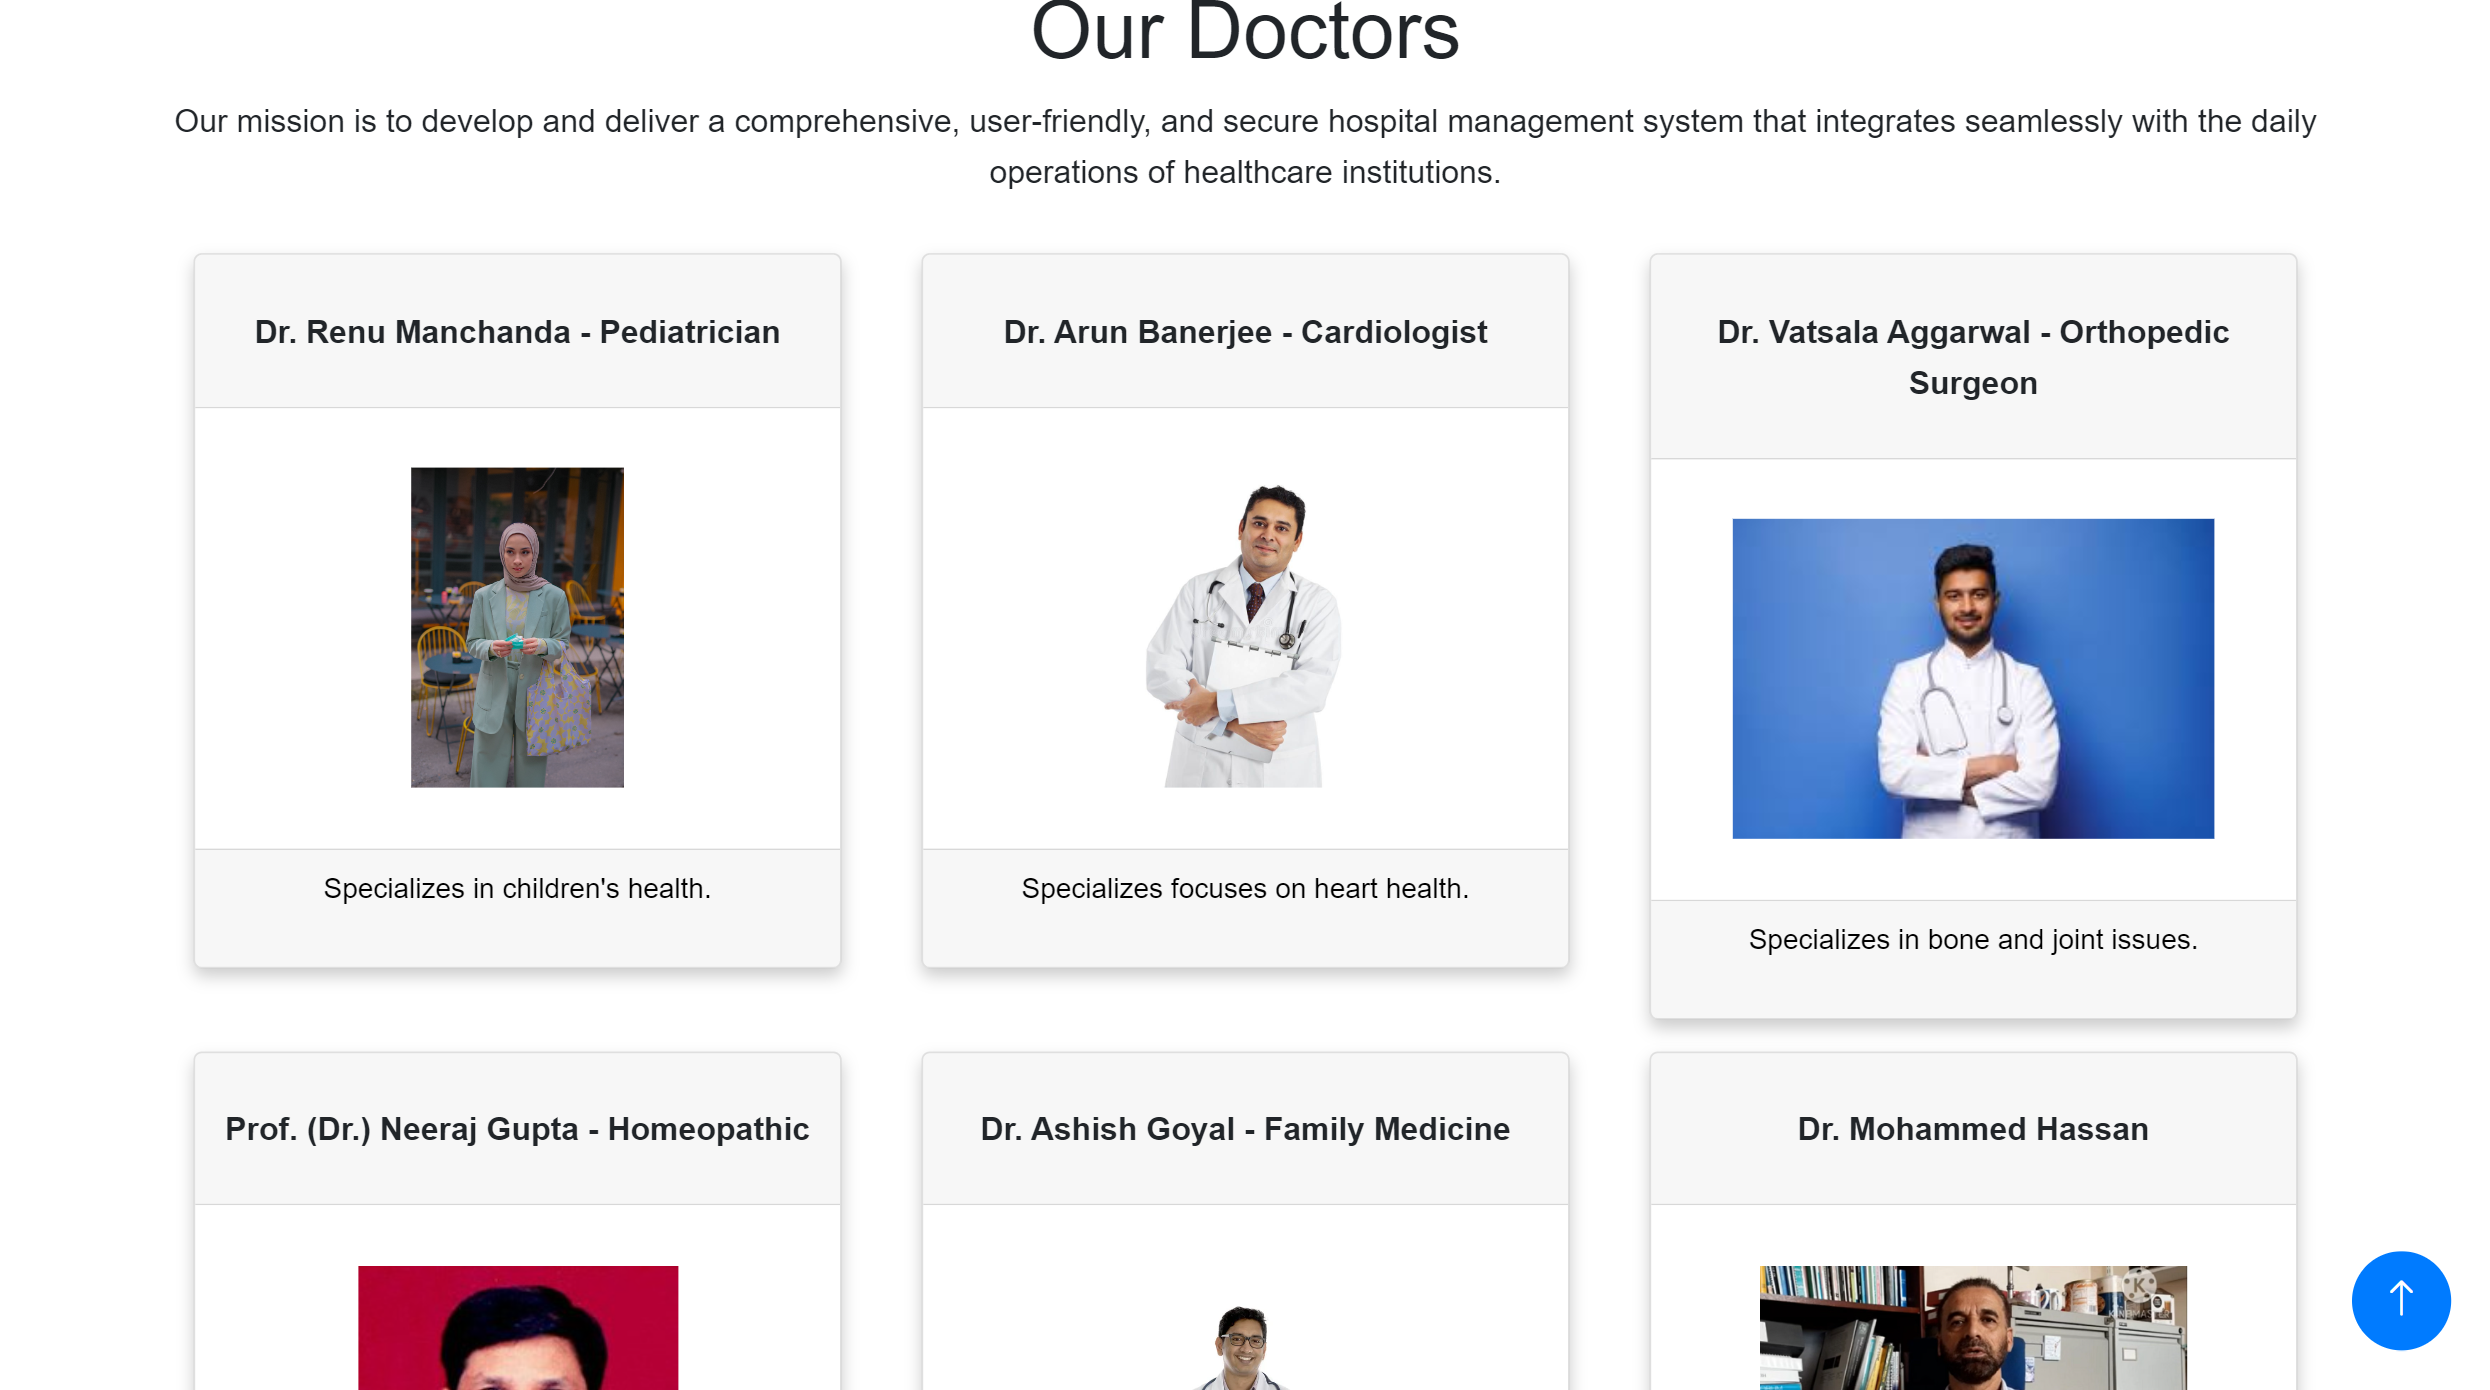 Our Doctors
Our mission is to develop and deliver a comprehensive, user-friendly, and secure hospital management system that integrates seamlessly with the daily
operations of healthcare institutions.
Dr. Renu Manchanda - Pediatrician
Specializes in children's health.
Dr. Arun Banerjee - Cardiologist
Specializes focuses on heart health.
Dr. Vatsala Aggarwal - Orthopedic
Surgeon
Specializes in bone and joint issues.
Prof. (Dr.) Neeraj Gupta - Homeopathic
Dr. Ashish Goyal - Family Medicine
Dr. Mohammed Hassan